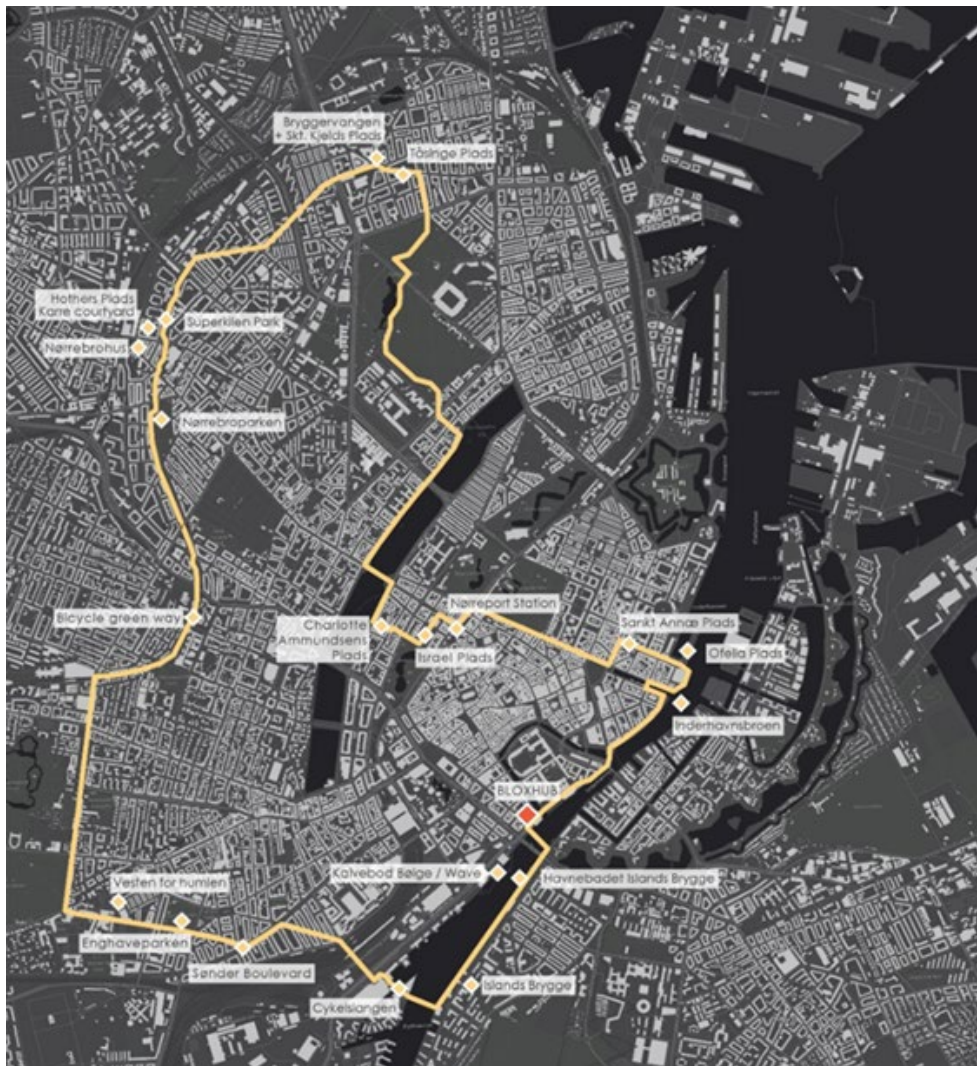 Bryggervangen
+ Skt. Kjelds Plads
Tåsinge Plads
Hothers Plads
Karre courtyard
Superkilen Park
Nørrebrohus
Nørrebroparken
Bicycle green way
Nørreport Station
Charlotte
Ammundsens
Plads
Israel Plads
Sankt Annæ Plads
Ofelia Plads
Inderhavnsbroen
BLOXHUB
Kalvebod Bølge / Wave
Havnebadet Islands Brygge
Vesten for humlen
Enghaveparken
Sønder Boulevard
Cykelslangen
Islands Brygge